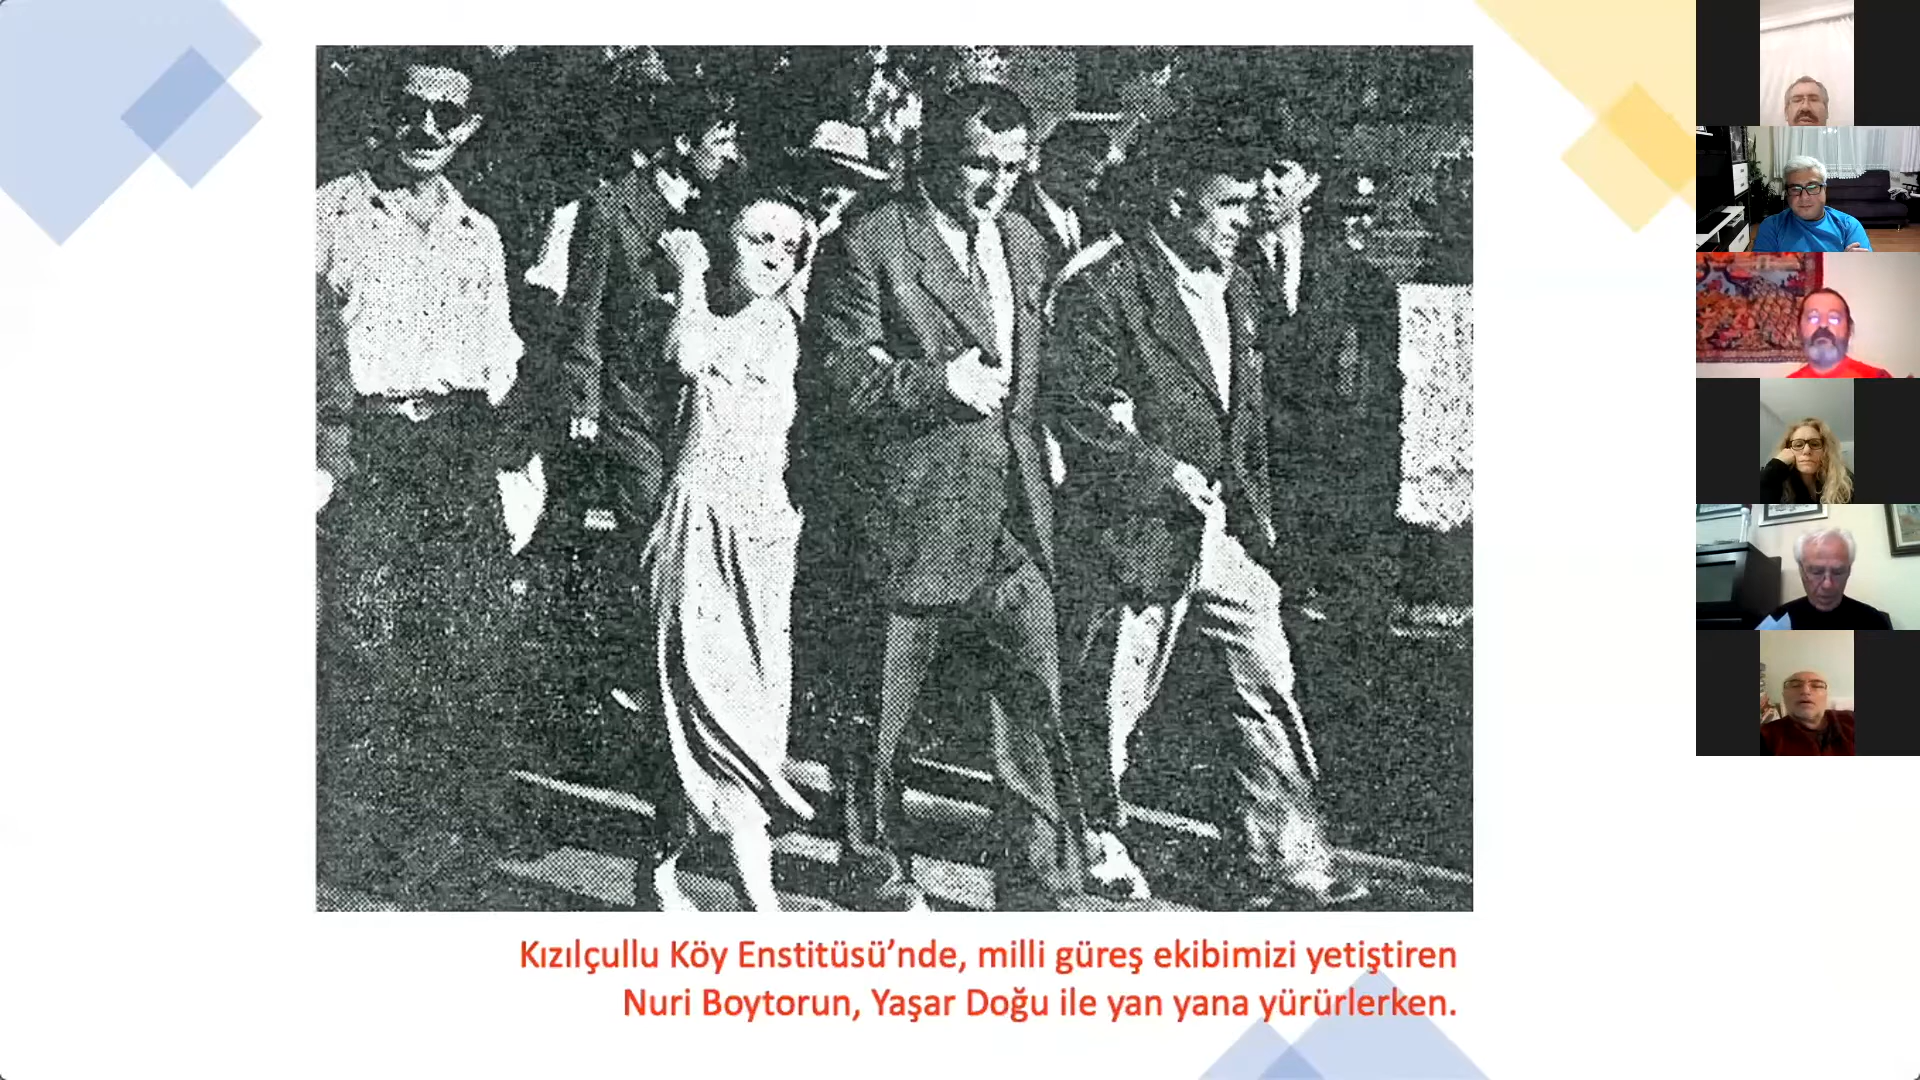 Kızılçullu Köy Enstitüsü’nde, milli güreş ekibimizi yetiştiren
Nuri Boytorun, Yaşar Doğu ile yan yana yürürlerken.